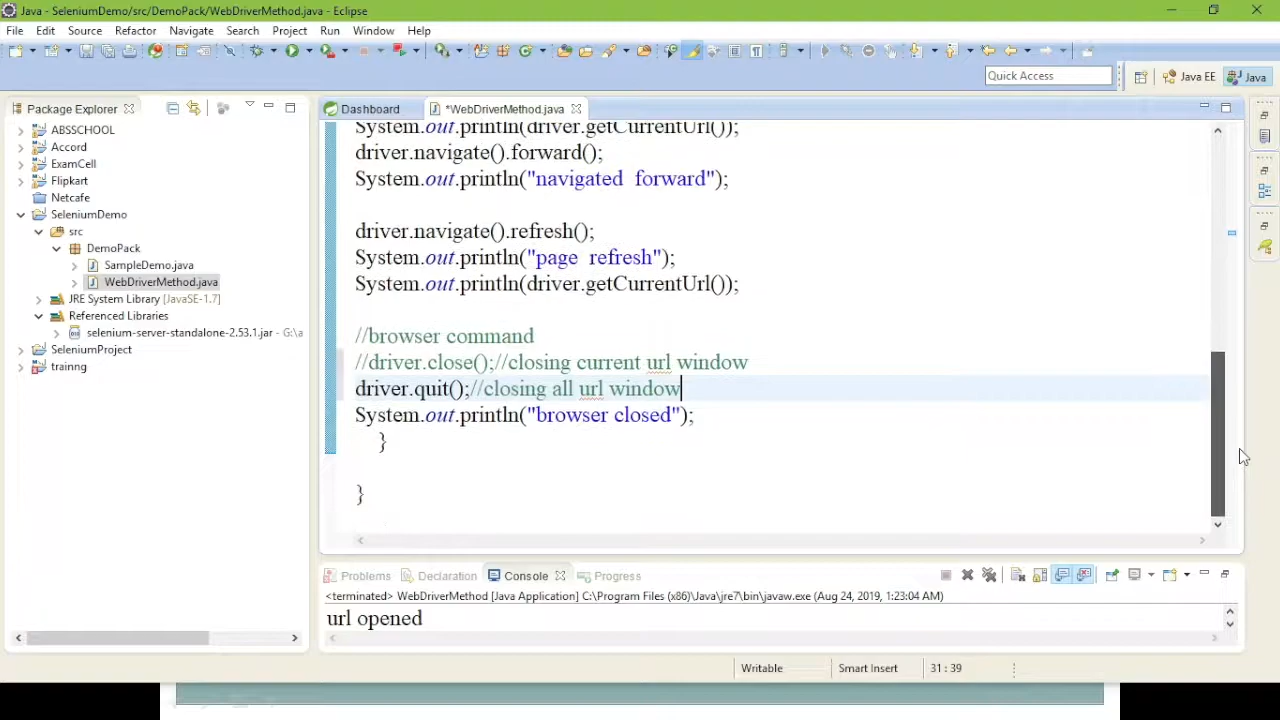 Java - SeleniumDemo/src/DemoPack/WebDriverMethod.java - Eclipse
File Edit Source Refactor Navigate Search Project Run Window Help
Quick Access
Java EE
Java
Package Explorer
Dashboard
*WebDriverMethod.java
ABSSCHOOL
Accord
ExamCell
Flipkart
Netcafe
SeleniumDemo
src
DemoPack
SampleDemo.java
WebDriverMethod.java
JRE System Library [JavaSE-1.7]
Referenced Libraries
selenium-server-standalone-2.53.1.jar - G:\a
SeleniumProject
trainng
System.out.println(driver.getCurrentUrl());
driver.navigate().forward();
System.out.println("navigated  forward");
driver.navigate().refresh();
System.out.println("page  refresh");
System.out.println(driver.getCurrentUrl());
//browser command
//driver.close();//closing current url window
driver.quit();//closing all url window
System.out.println("browser closed");
}
}
Problems Declaration Console Progress
<terminated> WebDriverMethod [Java Application] C:\Program Files (x86)\Java\jre7\bin\javaw.exe (Aug 24, 2019, 1:23:04 AM)
url opened
Writable Smart Insert 31 : 39